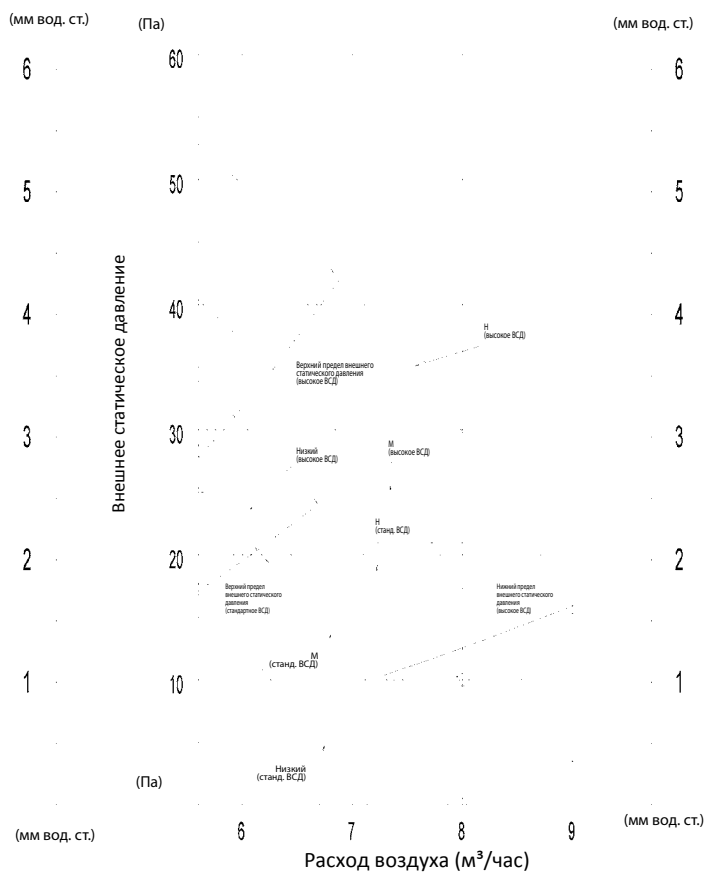 (мм вод. ст.)
(Па)
(мм вод. ст.)
6
60
6
5
50
5
Внешнее статическое давление
4
40
4
Н
(высокое ВСД)
Верхний предел внешнего
статического давления
(высокое ВСД)
3
30
3
М
(высокое ВСД)
Низкий
(высокое ВСД)
Н
(станд. ВСД)
2
20
2
Верхний предел
внешнего статического
давления
(стандартное ВСД)
Нижний предел
внешнего статического
давления
(высокое ВСД)
М
(станд. ВСД)
1
10
1
Низкий
(станд. ВСД)
(Па)
(мм вод. ст.)
6
7
8
9
(мм вод. ст.)
Расход воздуха (м³/час)